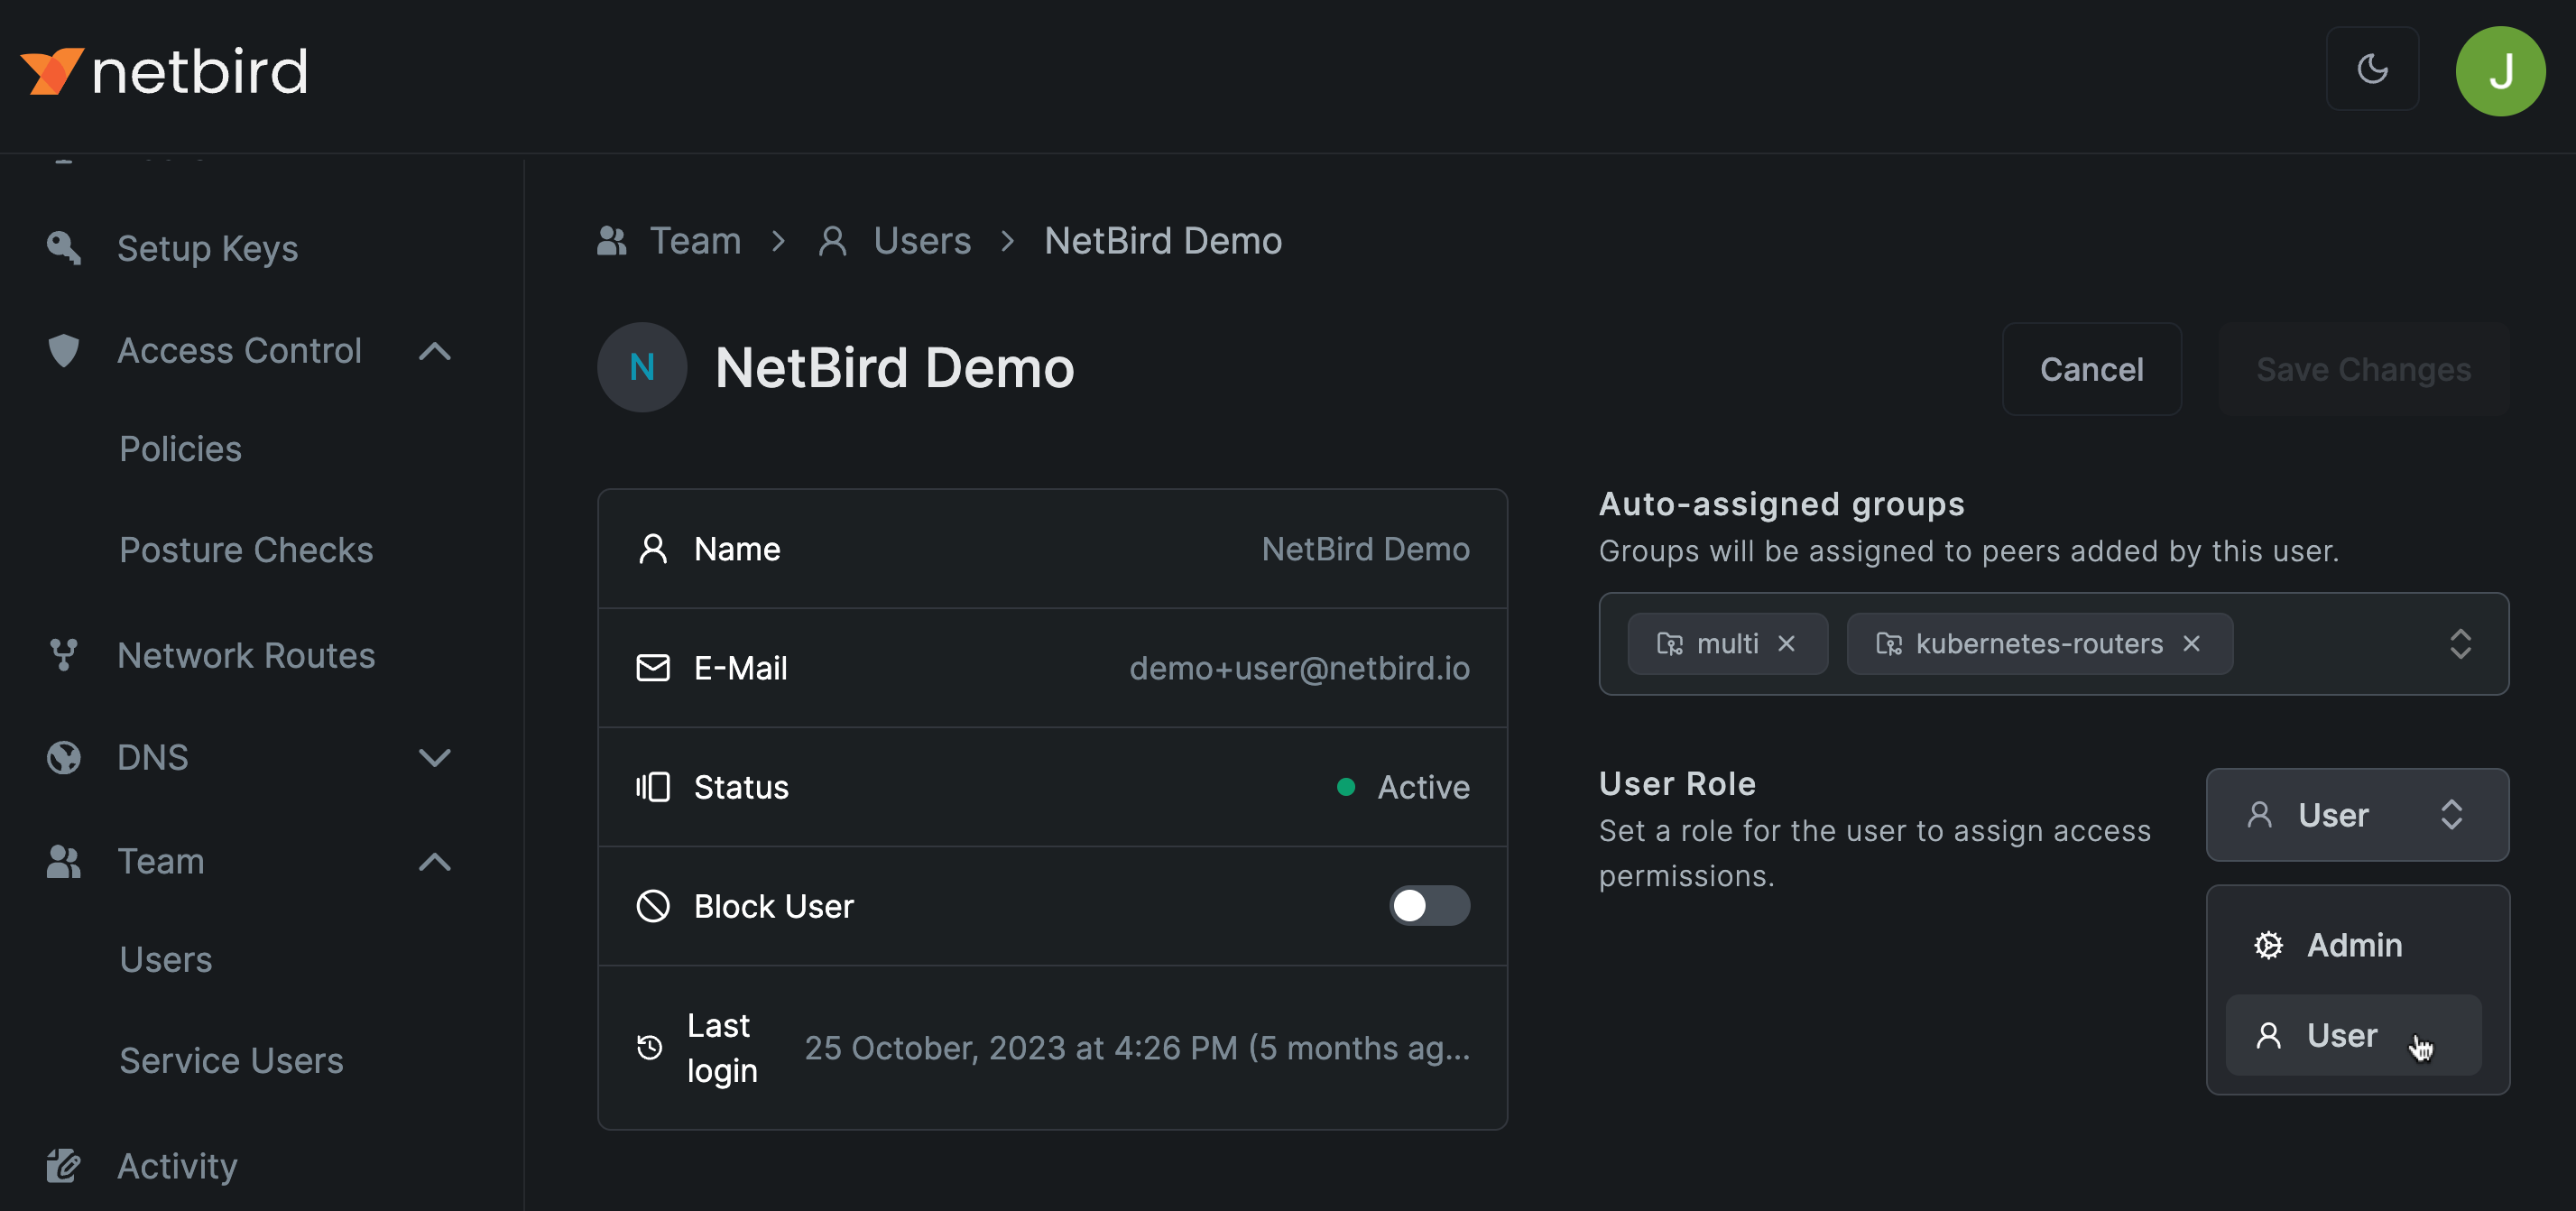 netbird
J
Setup Keys
Access Control
Policies
Posture Checks
Network Routes
DNS
Team
Users
Service Users
Activity
Team > Users > NetBird Demo
N
NetBird Demo
Cancel
Save Changes
Name NetBird Demo
E-Mail demo+user@netbird.io
Status Active
Block User
Last login 25 October, 2023 at 4:26 PM (5 months ag...
Auto-assigned groups
Groups will be assigned to peers added by this user.
multi kubernetes-routers
User Role
Set a role for the user to assign access
permissions.
User
Admin
User